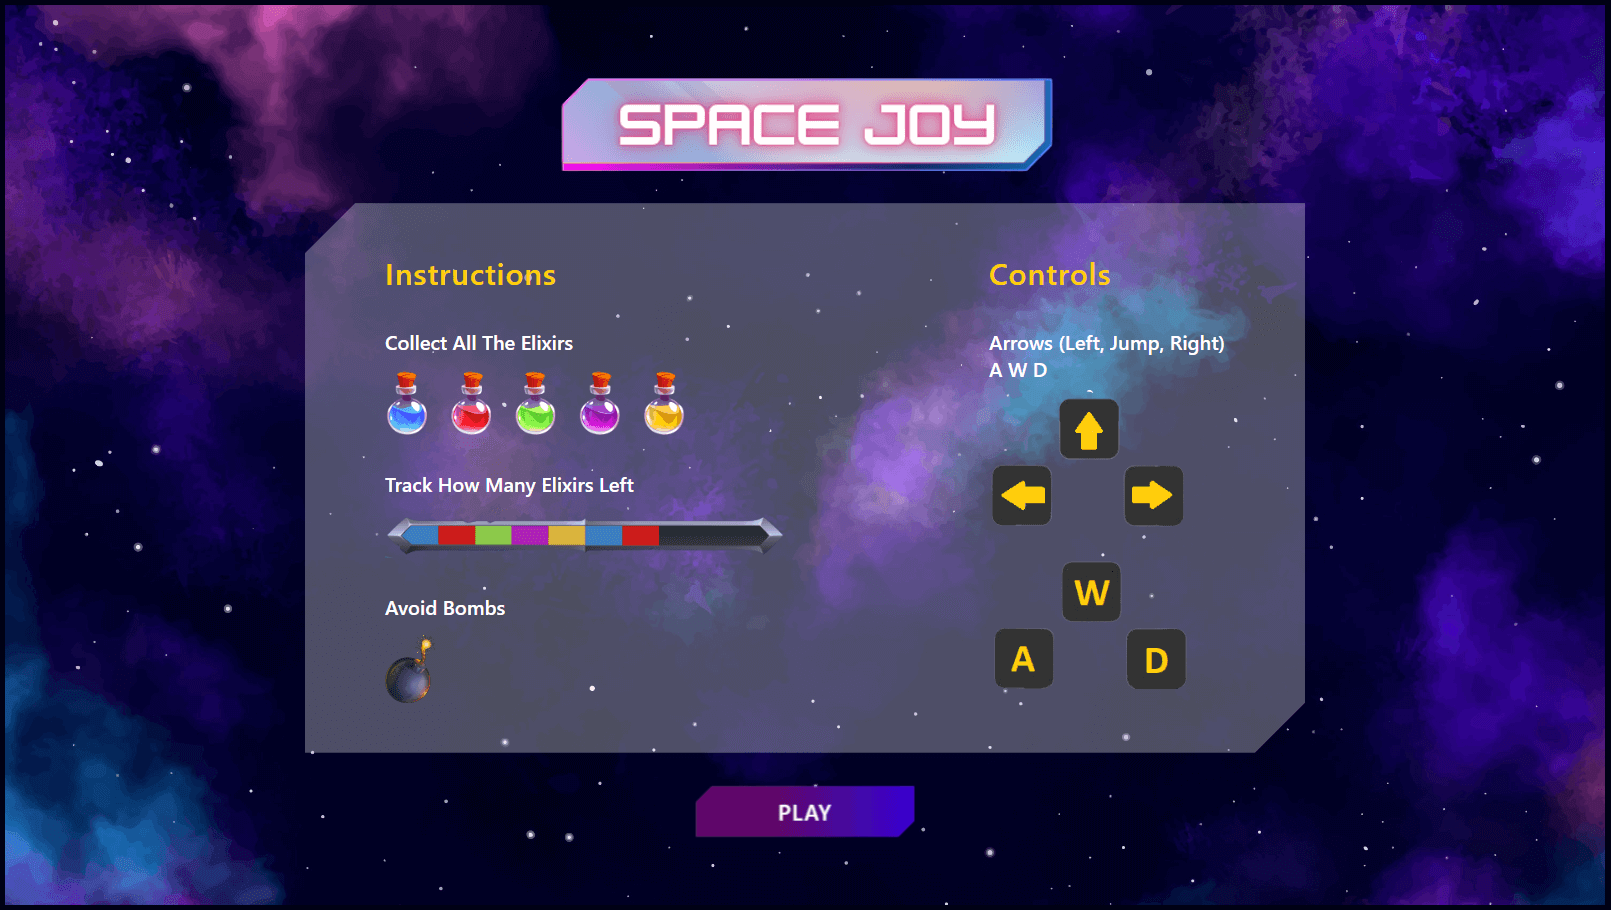 SPACE JOY
Instructions
Collect All The Elixirs
Track How Many Elixirs Left
Avoid Bombs
Controls
Arrows (Left, Jump, Right)
A W D
W
A D
PLAY